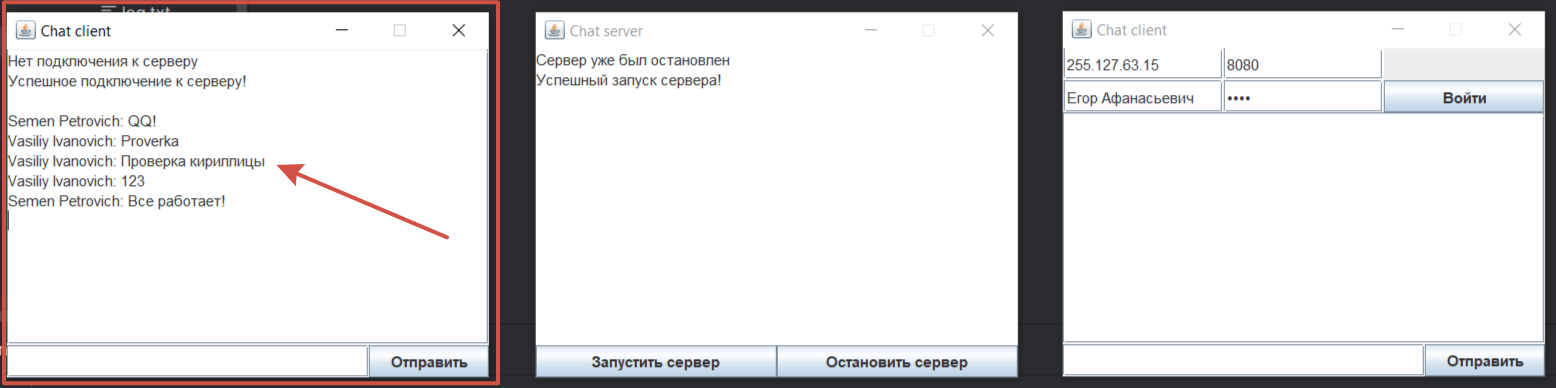 log.txt
Chat client
Нет подключения к серверу
Успешное подключение к серверу!
Semen Petrovich: QQ!
Vasiliy Ivanovich: Proverka
Vasiliy Ivanovich: Проверка кириллицы
Vasiliy Ivanovich: 123
Semen Petrovich: Все работает!
Отправить
Chat server
Сервер уже был остановлен
Успешный запуск сервера!
Запустить сервер
Остановить сервер
Chat client
255.127.63.15
8080
Егор Афанасьевич
••••
Войти
Отправить